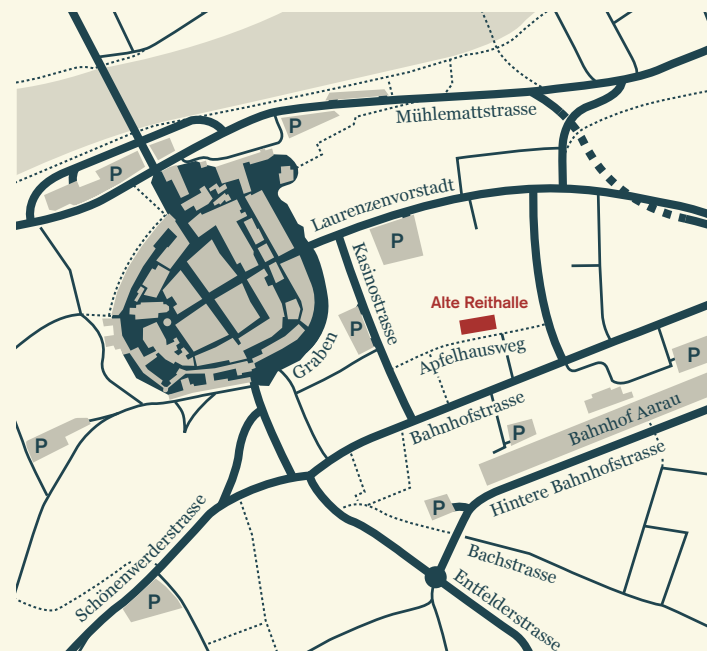 P
Mühlemattstrasse
P
Laurenzenvorstadt
P
Kasinostrasse
Alte Reithalle
P
Graben
Apfelhausweg
P
Bahnhofstrasse
Bahnhof Aarau
P
P
Hintere Bahnhofstrasse
P
Schönenwerderstrasse
Bachstrasse
Entfelderstrasse
P